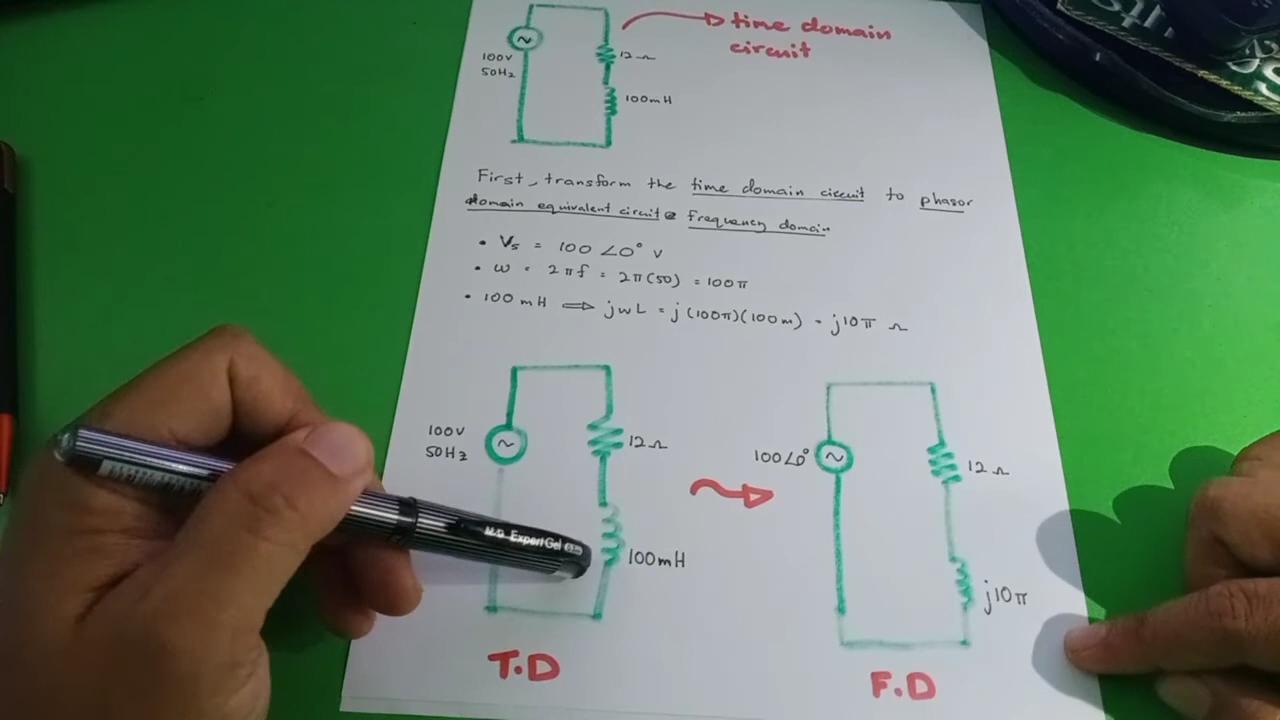 time domain
circuit
100V
50Hz
12Ω
100mH
First, transform the time domain circuit to phasor
domain equivalent circuit @ frequency domain
• Vs = 100 ∠0° V
• ω = 2πf = 2π(50) = 100π
• 100 mH ⟹ jωL = j(100π)(100m) = j10π Ω
100V
50Hz
12Ω
100mH
T.D
100∠0°
12Ω
j10π
F.D
M.D. Expert Gel